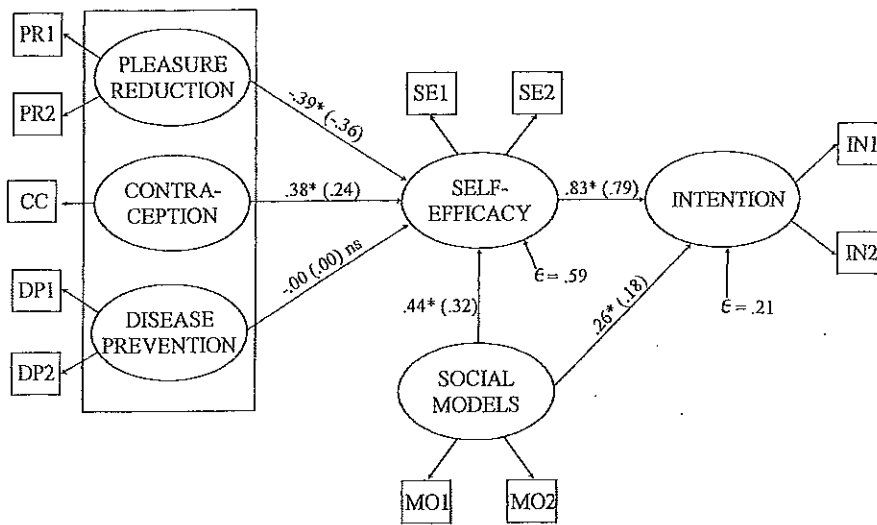 PR1
PLEASURE
REDUCTION
PR2
-.39* (-.36)
SE1
SE2
IN1
CC
CONTRA-
CEPTION
.38* (.24)
SELF-
EFFICACY
.83* (.79)
INTENTION
IN2
-.00 (.00) ns
ϵ = .59
DP1
DISEASE
PREVENTION
DP2
.44* (.32)
.26* (.18)
ϵ = .21
SOCIAL
MODELS
MO1
MO2